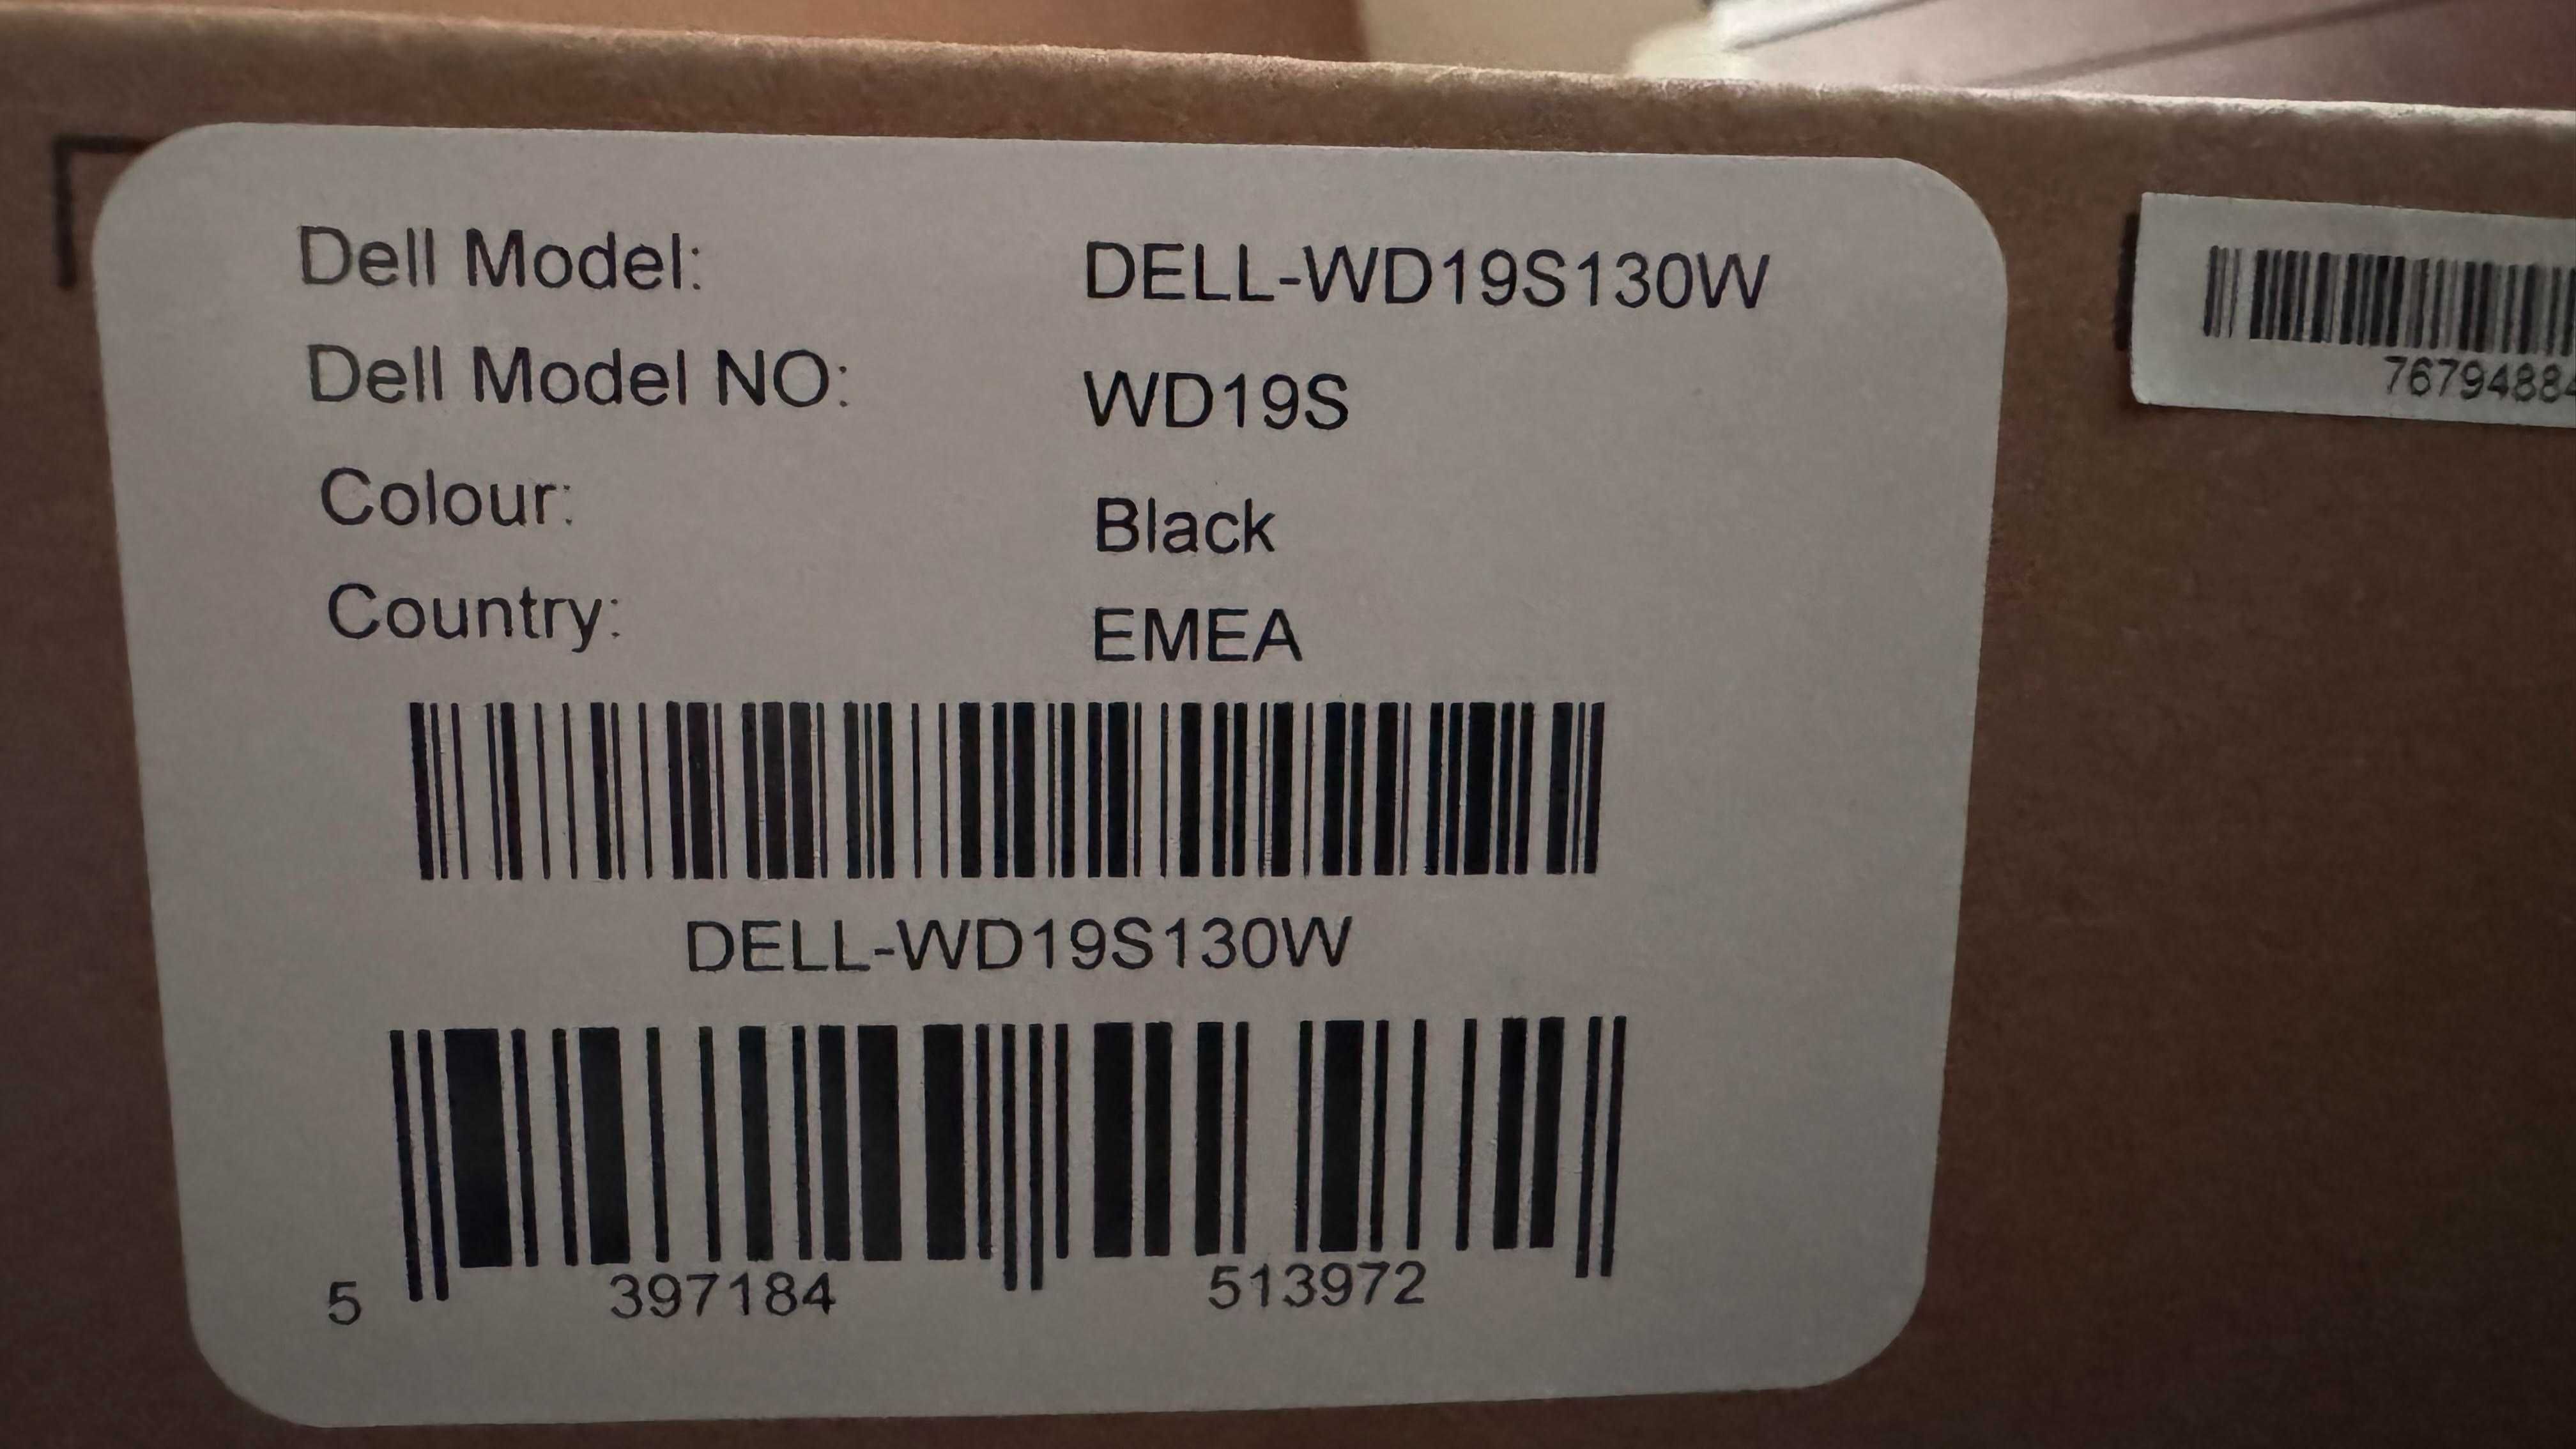 Dell Model: DELL-WD19S130W
Dell Model NO: WD19S
Colour: Black
Country: EMEA
DELL-WD19S130W
5 397184 513972
7679488